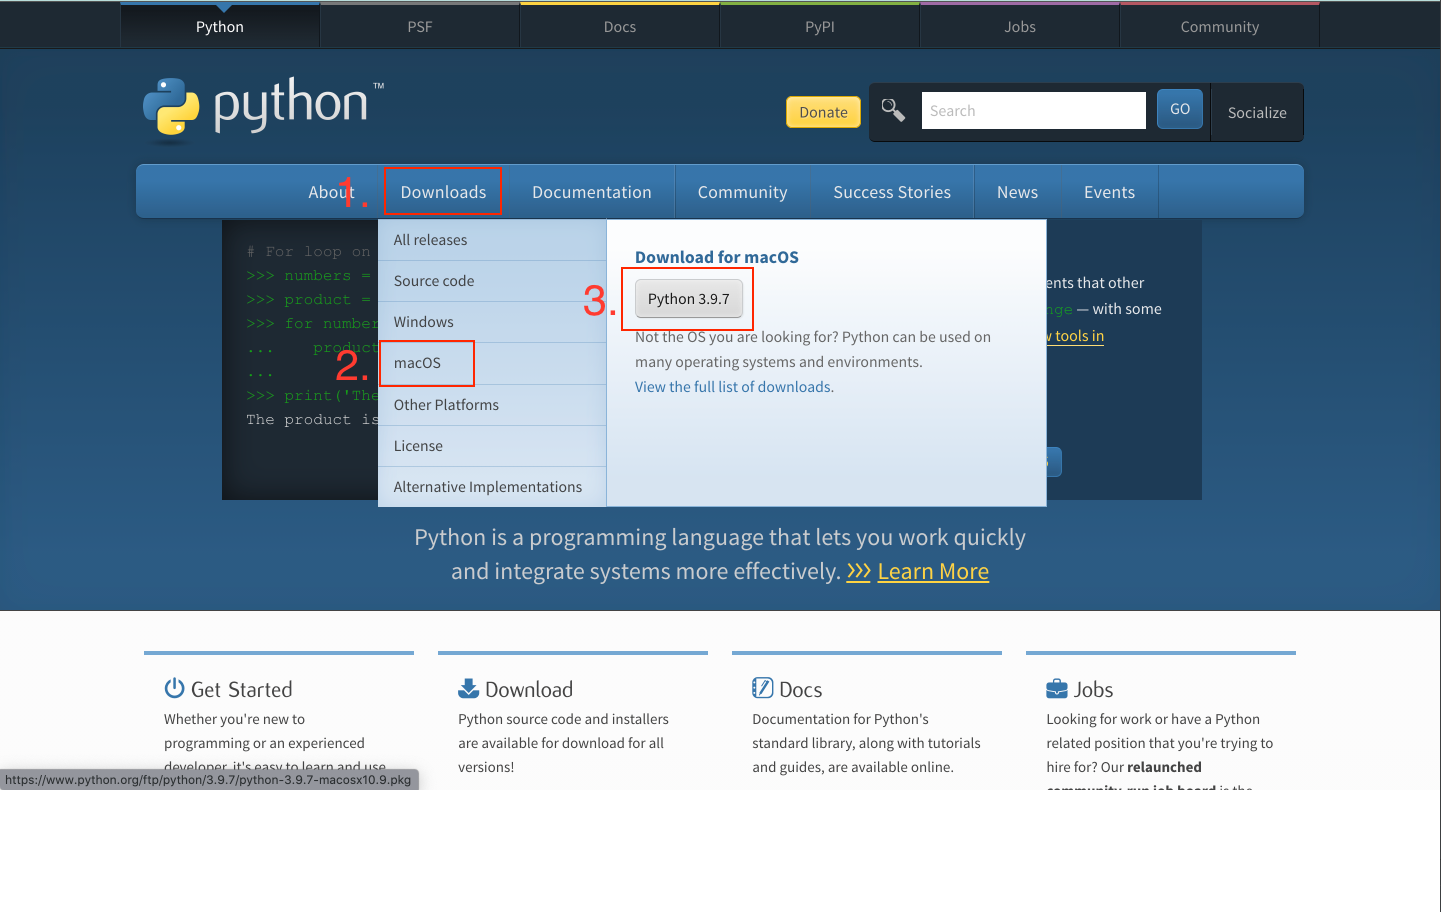 Python
PSF
Docs
PyPI
Jobs
Community
python™
Donate
Search
GO
Socialize
About
1.
Downloads
Documentation
Community
Success Stories
News
Events
# For loop on
>>> numbers =
>>> product =
>>> for number
... product
...
>>> print('The
The product is
All releases
Source code
Windows
2.
macOS
Other Platforms
License
Alternative Implementations
Download for macOS
3.
Python 3.9.7
Not the OS you are looking for? Python can be used on
many operating systems and environments.
View the full list of downloads.
ents that other
nge — with some
tools in
Python is a programming language that lets you work quickly
and integrate systems more effectively. >>> Learn More
Get Started
Whether you're new to
programming or an experienced
developer, it's easy to learn and use
Download
Python source code and installers
are available for download for all
versions!
Docs
Documentation for Python's
standard library, along with tutorials
and guides, are available online.
Jobs
Looking for work or have a Python
related position that you're trying to
hire for? Our relaunched
community-run job board is the
https://www.python.org/ftp/python/3.9.7/python-3.9.7-macosx10.9.pkg